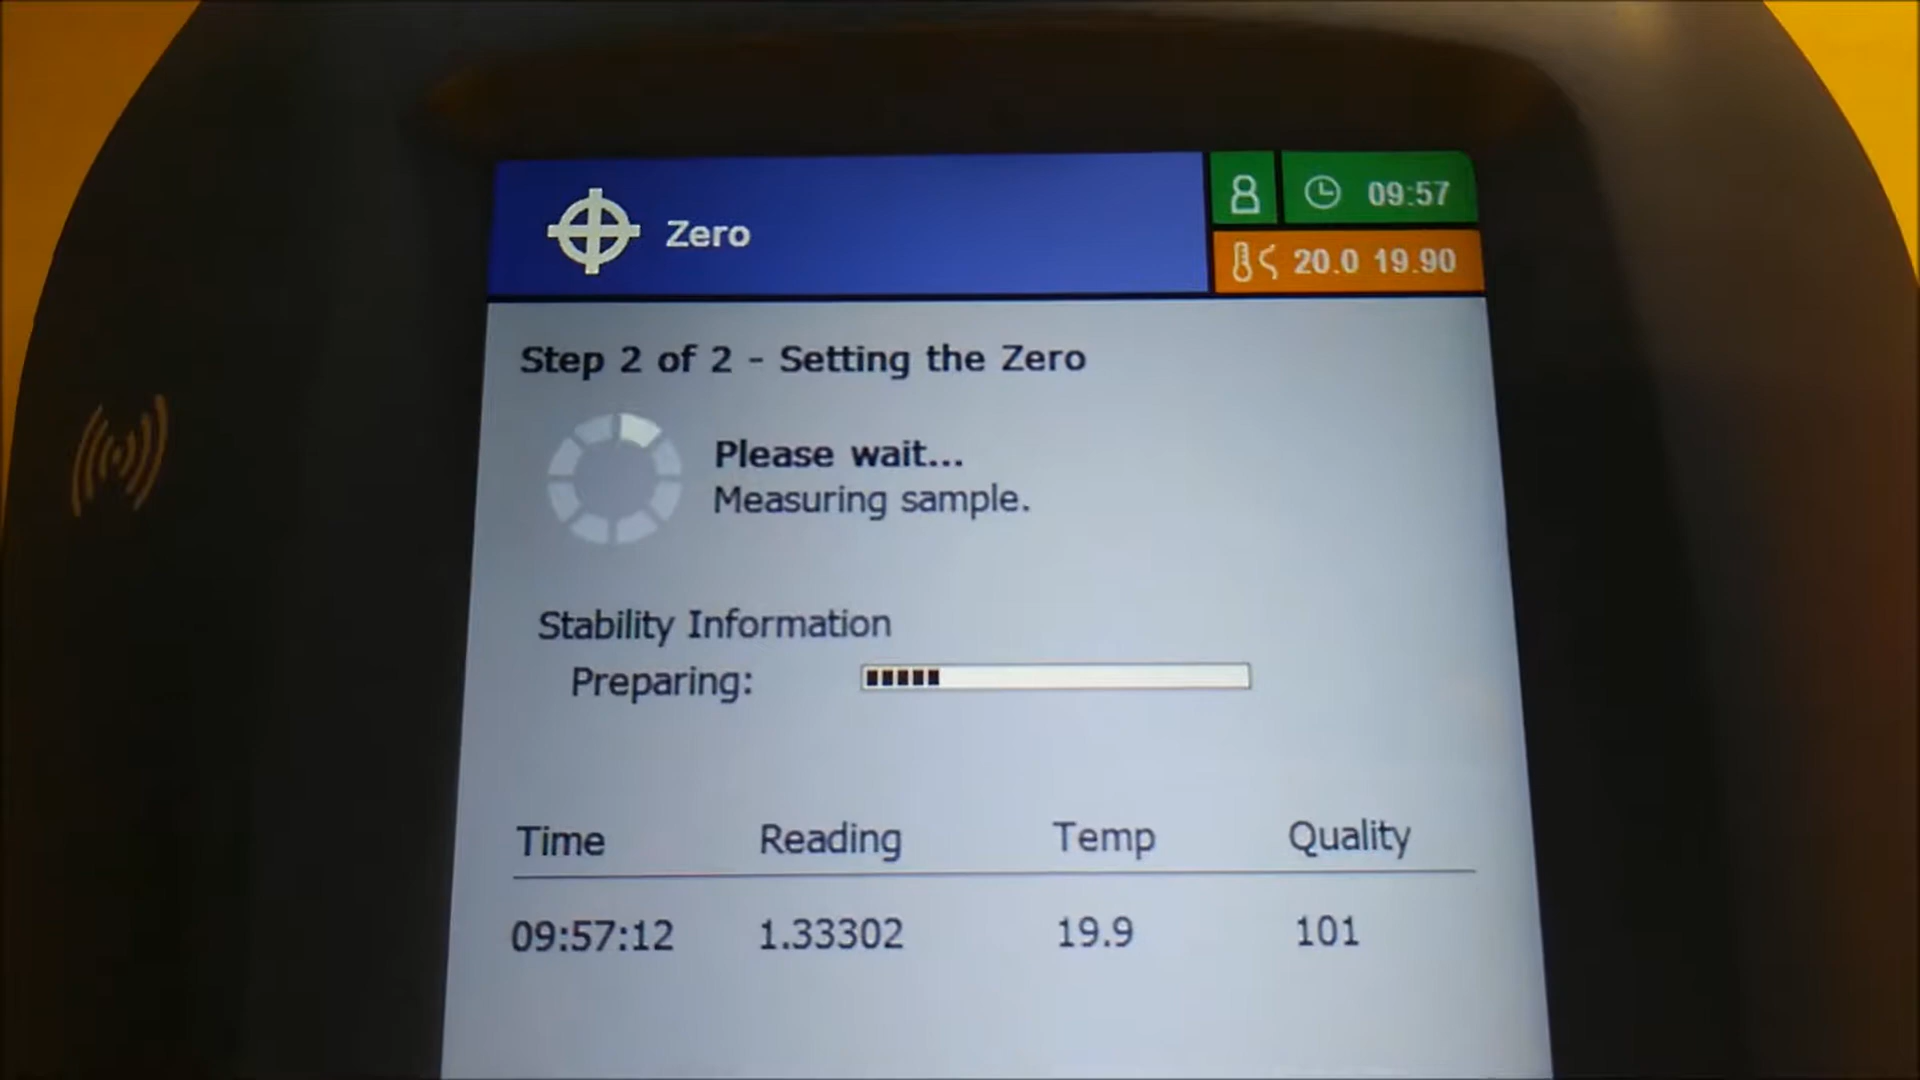 Zero
09:57
20.0 19.90
Step 2 of 2 - Setting the Zero
Please wait...
Measuring sample.
Stability Information
Preparing:
Time Reading Temp Quality
09:57:12 1.33302 19.9 101